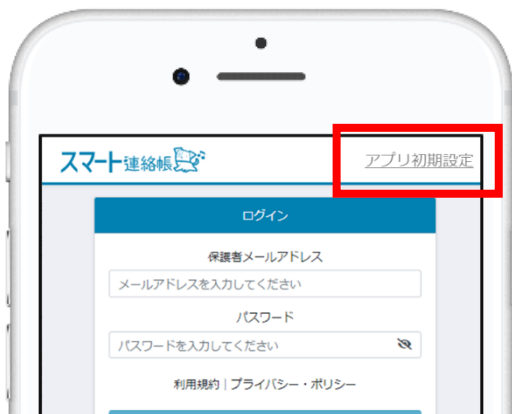 スマート連絡帳
アプリ初期設定
ログイン
保護者メールアドレス
メールアドレスを入力してください
パスワード
パスワードを入力してください
利用規約|プライバシー・ポリシー